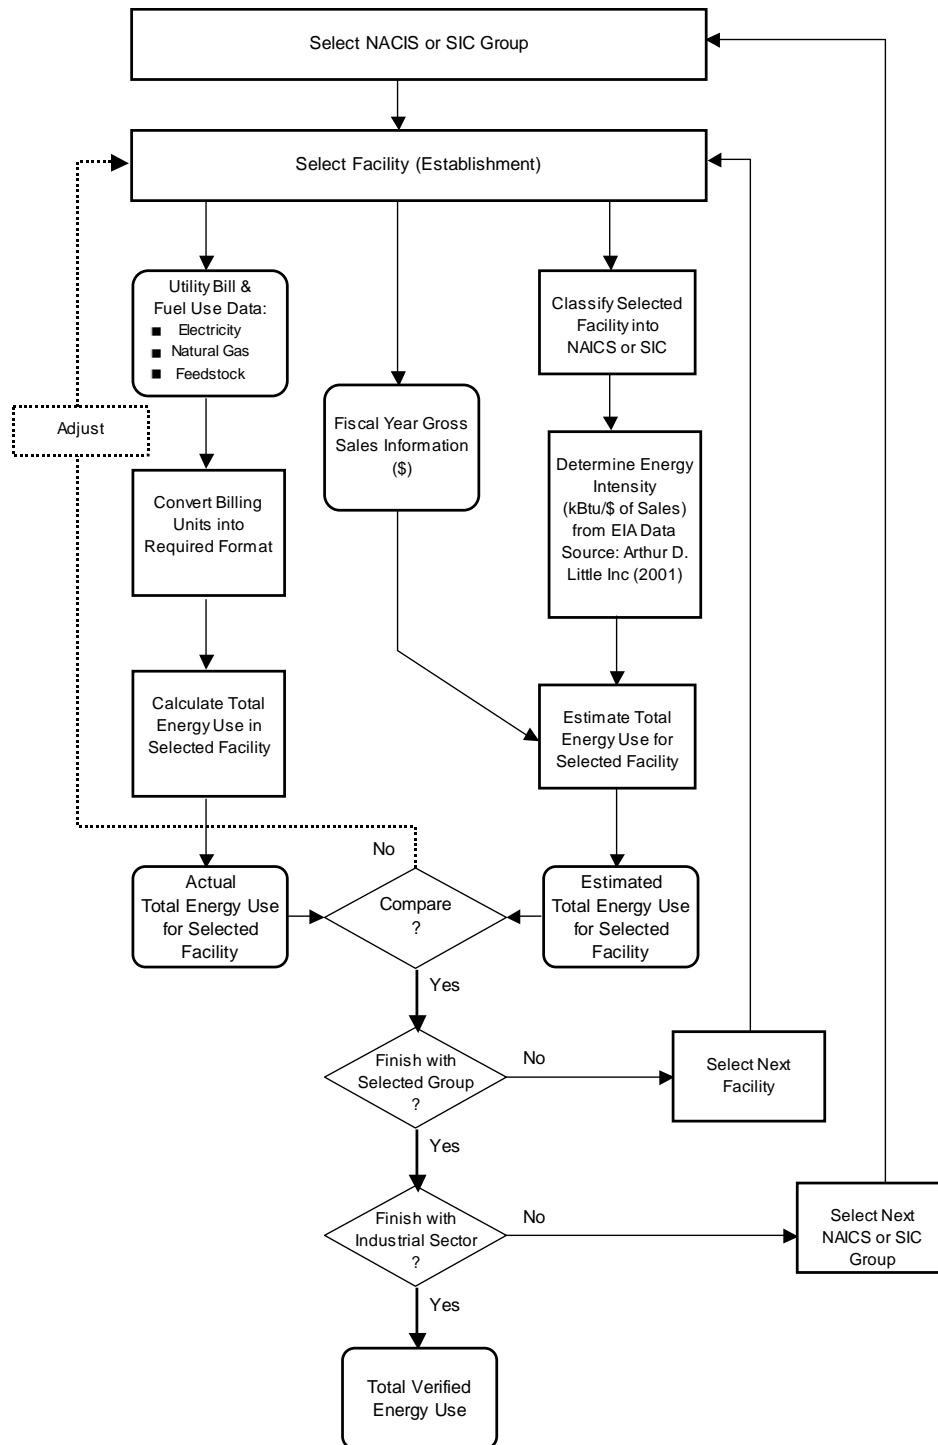 Select NACIS or SIC Group
Select Facility (Establishment)
Utility Bill &
Fuel Use Data:
■ Electricity
■ Natural Gas
■ Feedstock
Classify Selected
Facility into
NAICS or SIC
Adjust
Fiscal Year Gross
Sales Information
($)
Determine Energy
Intensity
(kBtu/$ of Sales)
from EIA Data
Source: Arthur D.
Little Inc (2001)
Convert Billing
Units into
Required Format
Calculate Total
Energy Use in
Selected Facility
Estimate Total
Energy Use for
Selected Facility
No
Actual
Total Energy Use
for Selected
Facility
Compare
?
Estimated
Total Energy Use
for Selected
Facility
Yes
Finish with
Selected Group
?
No
Select Next
Facility
Yes
Finish with
Industrial Sector
?
No
Select Next
NAICS or SIC
Group
Yes
Total Verified
Energy Use